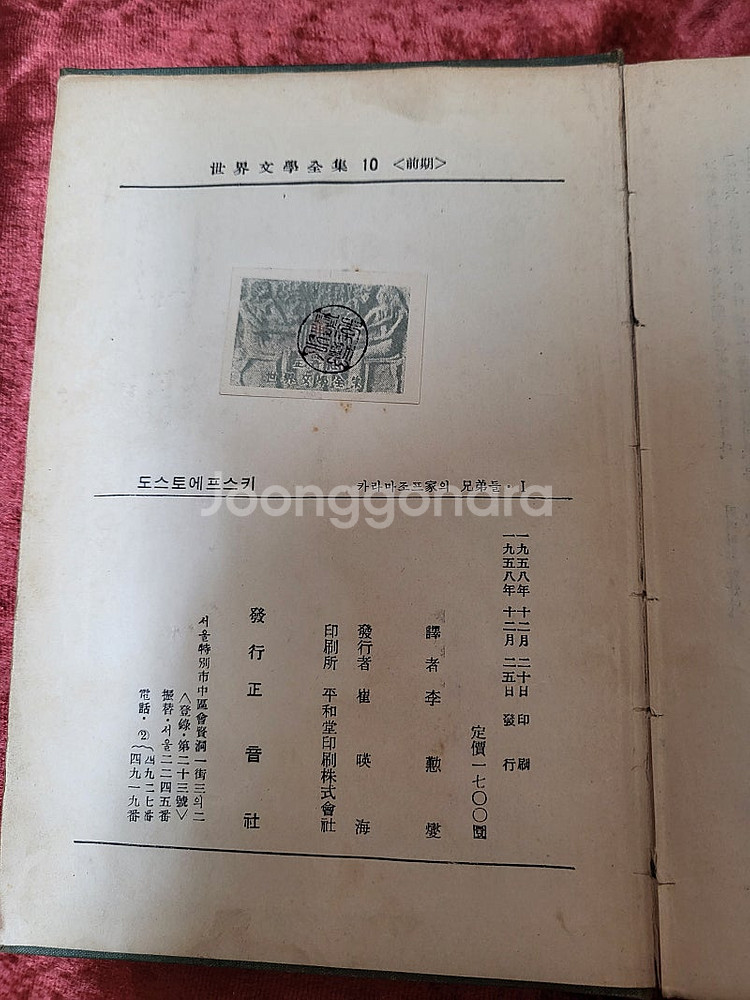 世界文學全集 10 <前期>
世界文學全集
도스토에프스키
카라마조프家의 兄弟들 · I
Joonggondra
一九五八年 十二月 二十日 印刷
一九五八年 十二月 二五日 發行
定價一七〇〇圜
譯者 李
發行者 崔暎海
印刷所 平和堂印刷株式會社
發行 正音社
서울特別市中區會賢洞一街三의二
<登錄·第二十三號>
振替·서울二二四五番
電話·②四九二七番
四九一九番